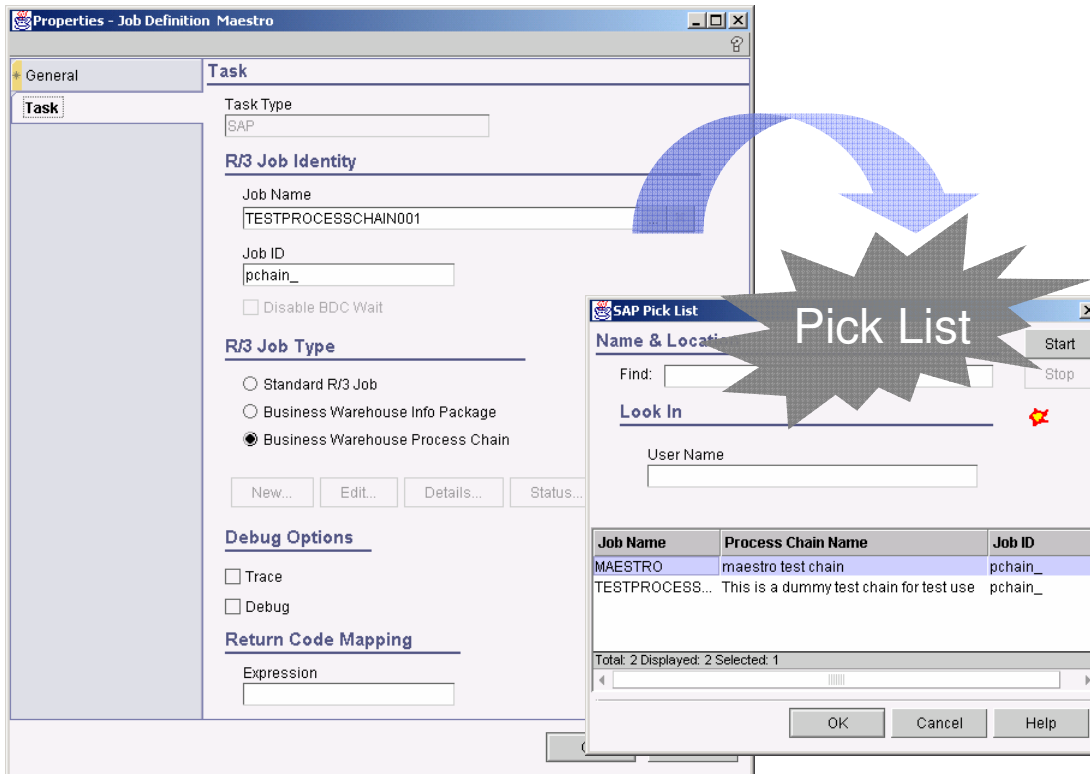 Properties - Job Definition Maestro
General
Task
Task
Task Type
SAP
R/3 Job Identity
Job Name
TESTPROCESSCHAIN001
Job ID
pchain_
Disable BDC Wait
R/3 Job Type
Standard R/3 Job
Business Warehouse Info Package
Business Warehouse Process Chain
New... Edit... Details... Status...
Debug Options
Trace
Debug
Return Code Mapping
Expression
Pick List
SAP Pick List
Name & Locati
Start
Find:
Stop
Look In
User Name
Job Name Process Chain Name Job ID
MAESTRO maestro test chain pchain_
TESTPROCESS... This is a dummy test chain for test use pchain_
Total: 2 Displayed: 2 Selected: 1
OK Cancel Help